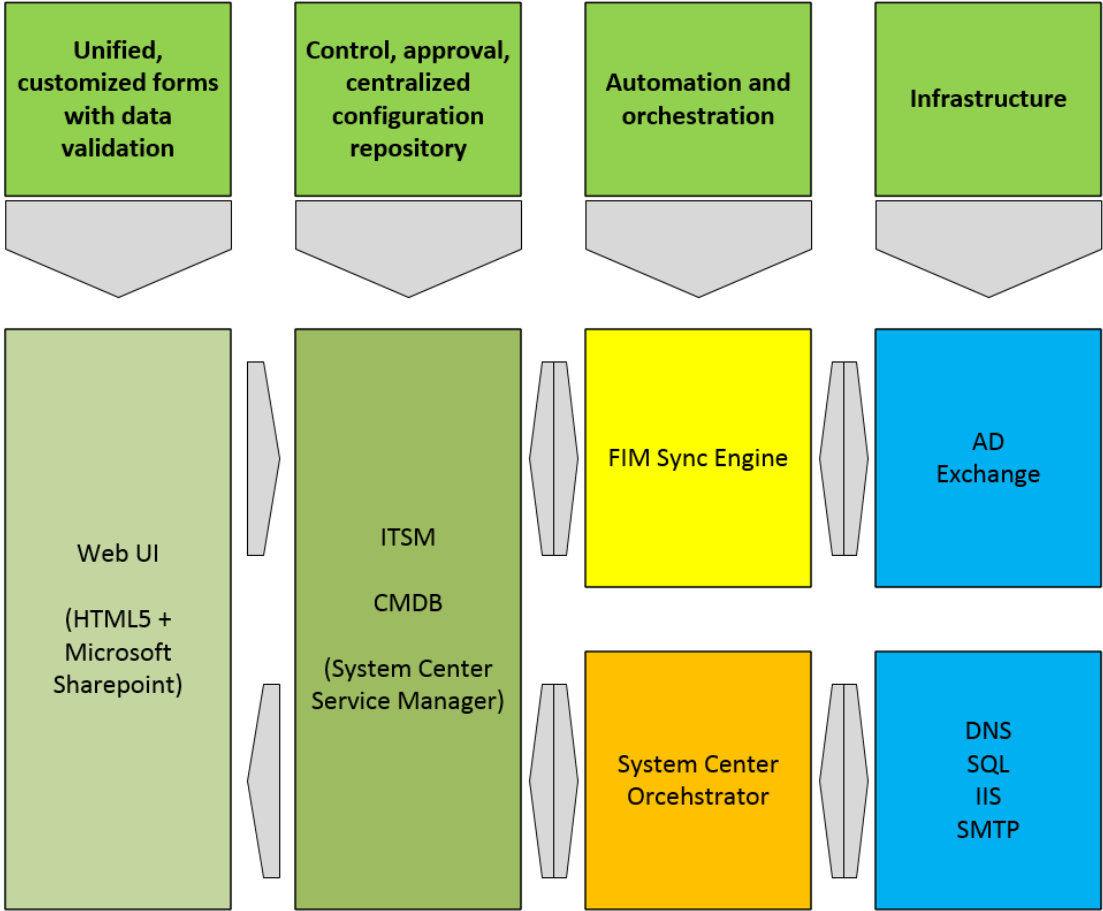 Unified,
customized forms
with data
validation
Control, approval,
centralized
configuration
repository
Automation and
orchestration
Infrastructure
Web UI
(HTML5 +
Microsoft
Sharepoint)
ITSM
CMDB
(System Center
Service Manager)
FIM Sync Engine
AD
Exchange
System Center
Orcehstrator
DNS
SQL
IIS
SMTP